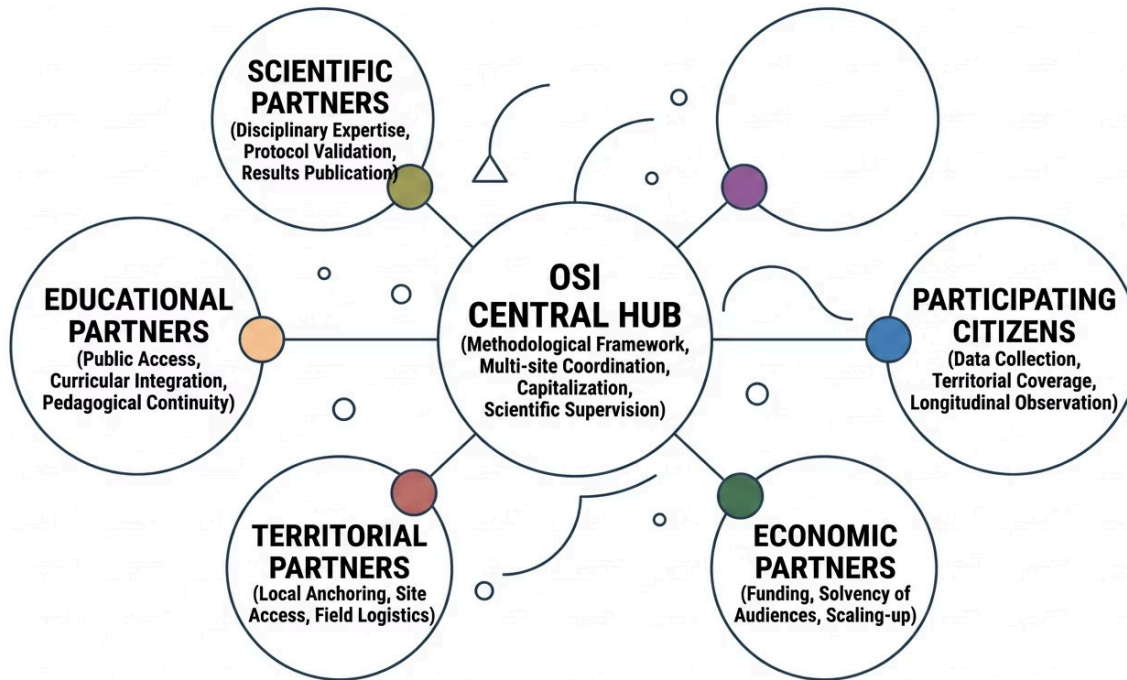 SCIENTIFIC
PARTNERS
(Disciplinary Expertise,
Protocol Validation,
Results Publication)
EDUCATIONAL
PARTNERS
(Public Access,
Curricular Integration,
Pedagogical Continuity)
OSI
CENTRAL HUB
(Methodological Framework,
Multi-site Coordination,
Capitalization,
Scientific Supervision)
PARTICIPATING
CITIZENS
(Data Collection,
Territorial Coverage,
Longitudinal Observation)
TERRITORIAL
PARTNERS
(Local Anchoring, Site
Access, Field Logistics)
ECONOMIC
PARTNERS
(Funding, Solvency of
Audiences, Scaling-up)